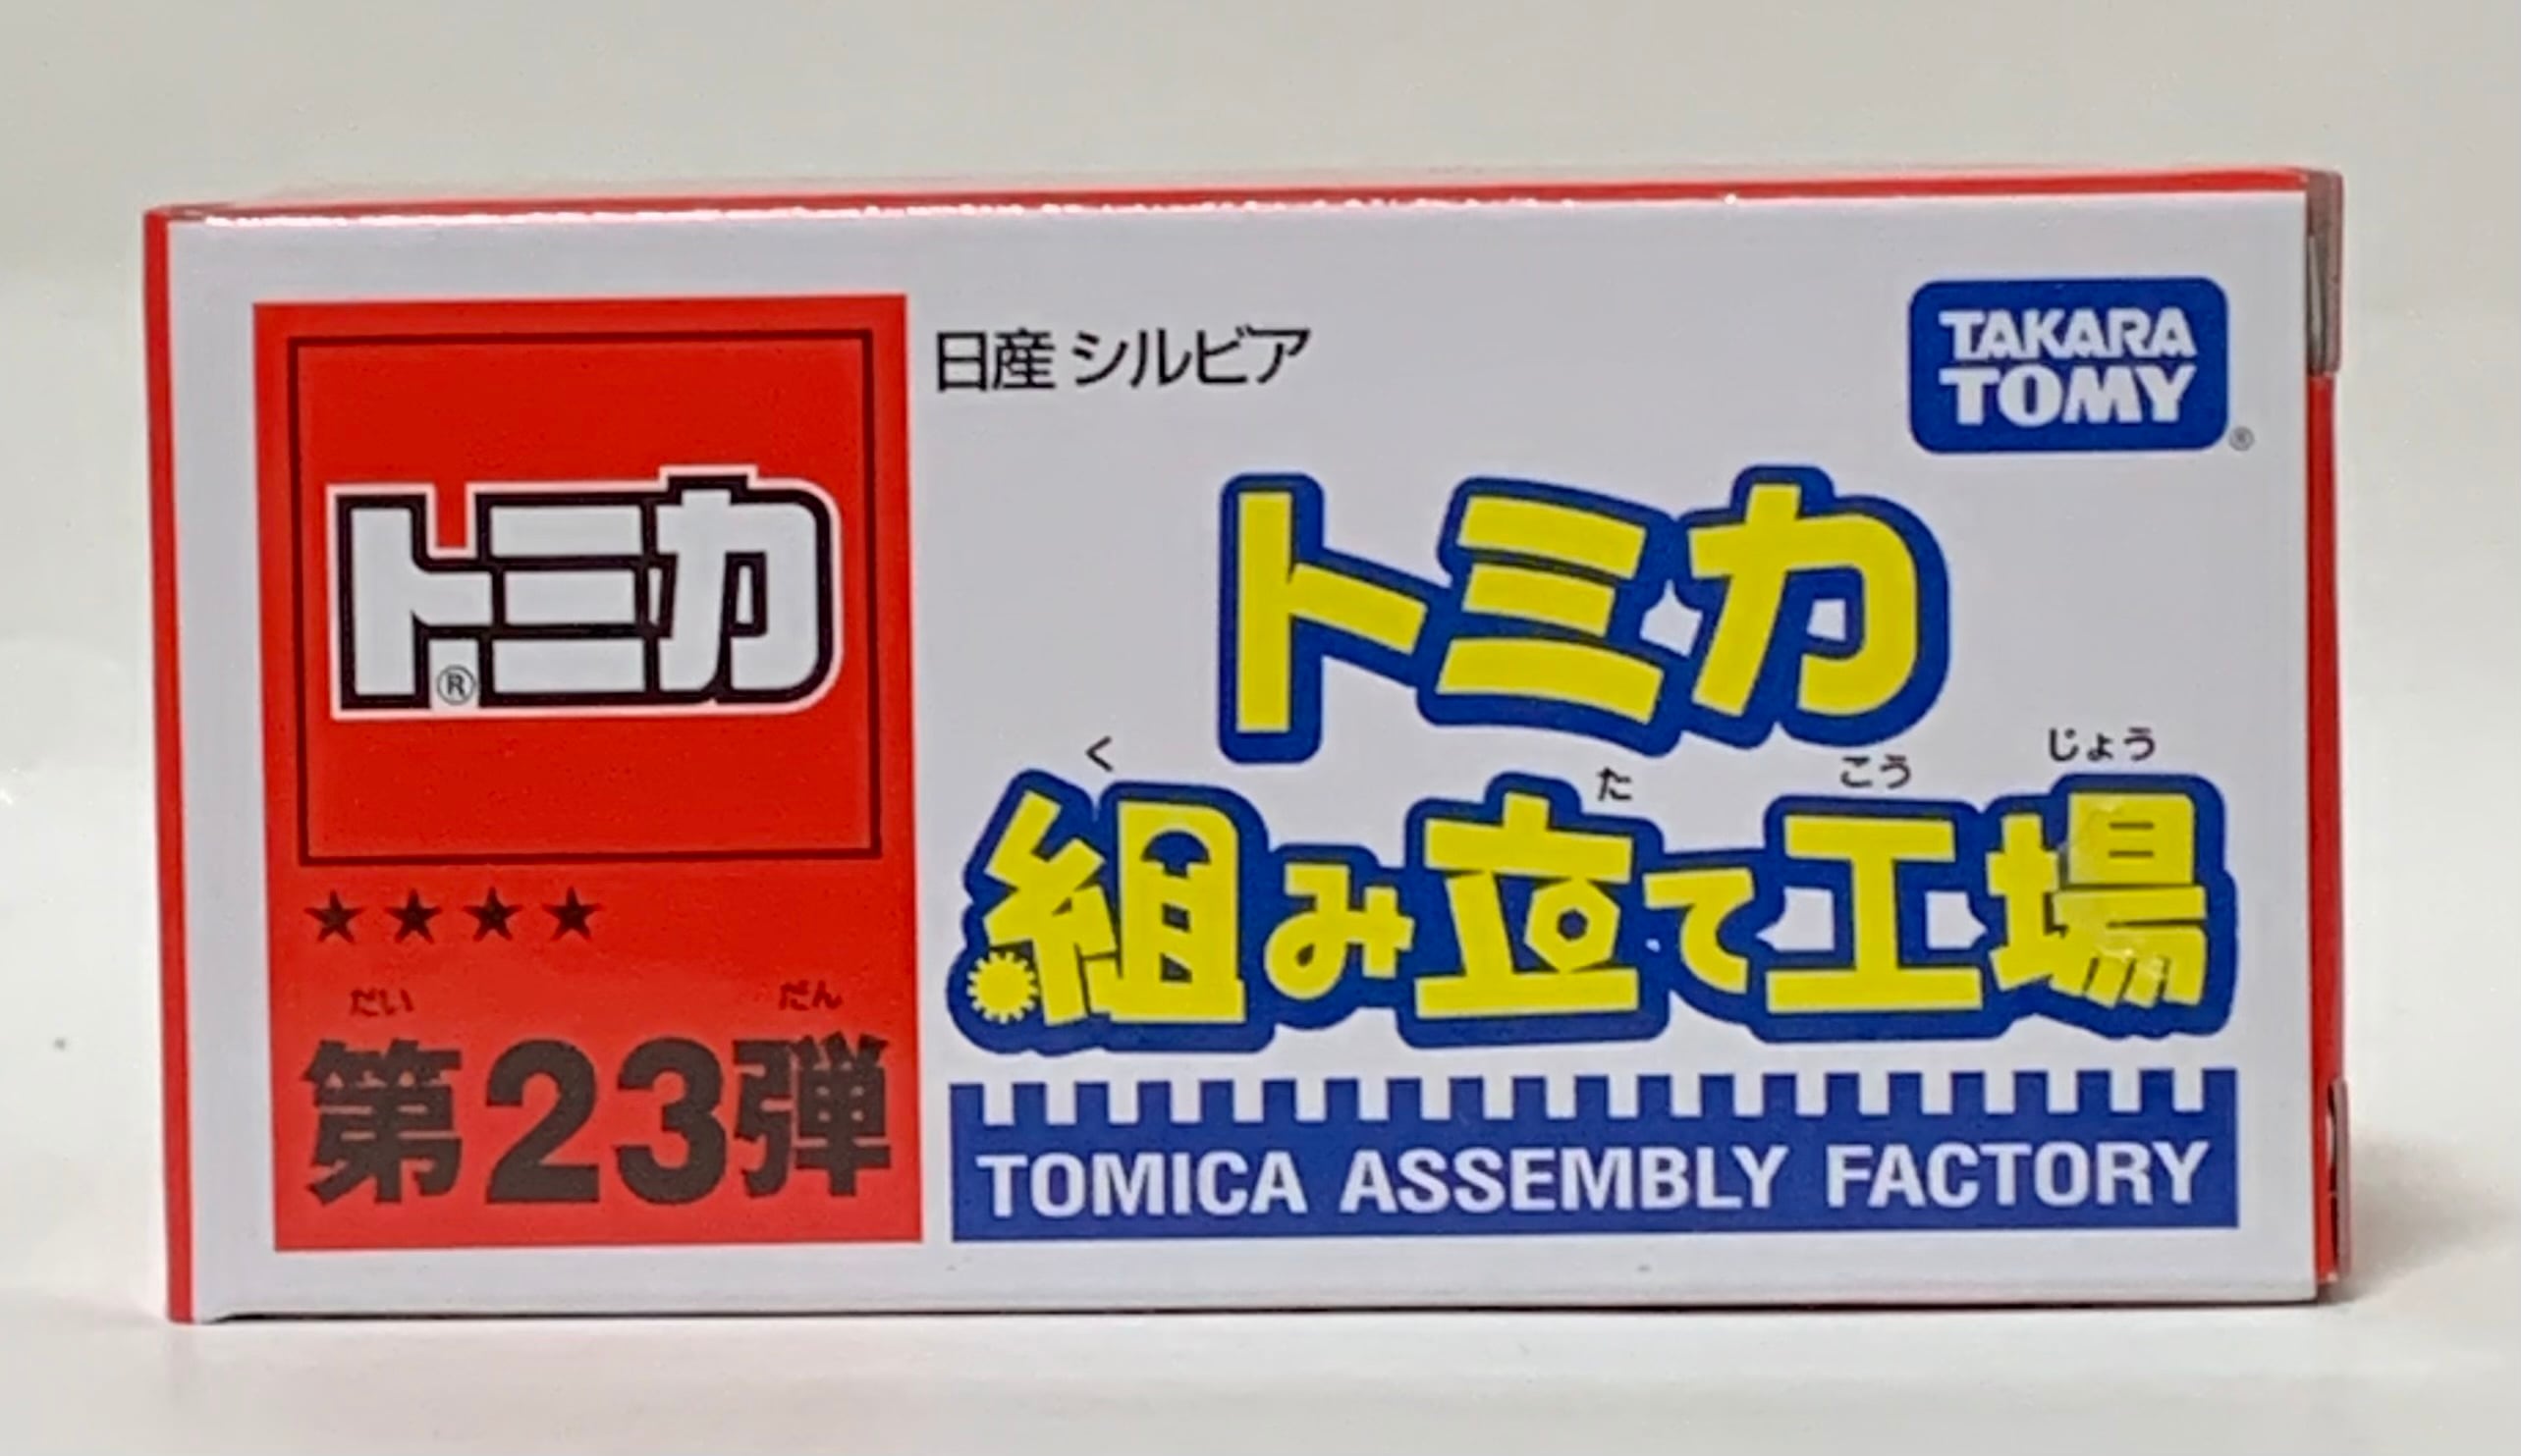 トミカ®
★★★★
だい だん
第23弾
日産 シルビア
TAKARA
TOMY®
トミカ
く た こう じょう
組み立て工場
TOMICA ASSEMBLY FACTORY